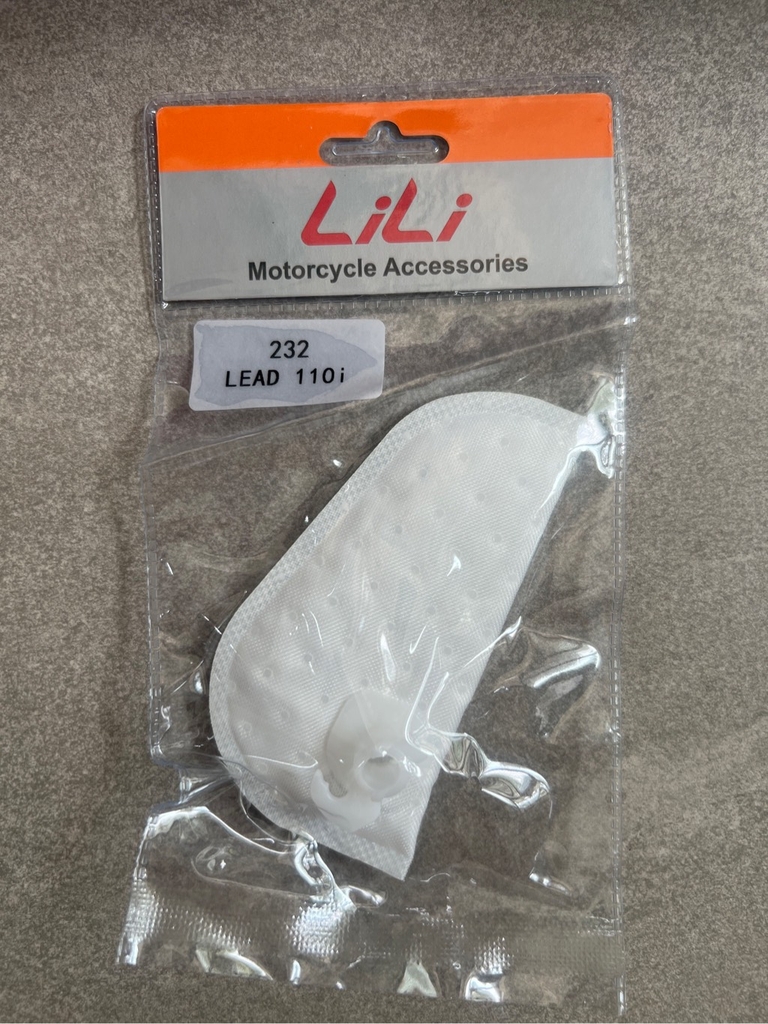 LiLi
Motorcycle Accessories
232
LEAD 110i